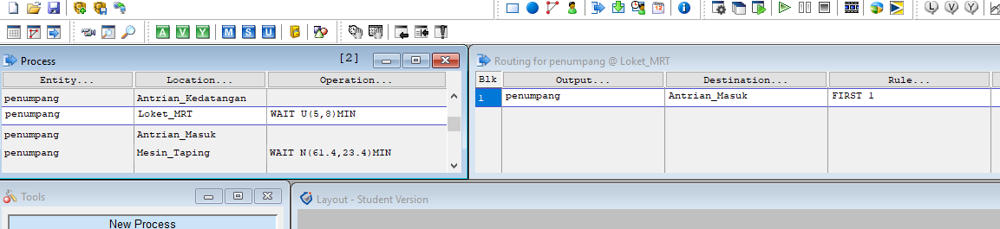 A V Y M S U L V Y
Process [2] Routing for penumpang @ Loket_MRT
Entity... Location... Operation... Blk Output... Destination... Rule...
penumpang Antrian_Kedatangan 1 penumpang Antrian_Masuk FIRST 1
penumpang Loket_MRT WAIT U(5,8)MIN
penumpang Antrian_Masuk
penumpang Mesin_Taping WAIT N(61.4,23.4)MIN
Tools Layout - Student Version
New Process